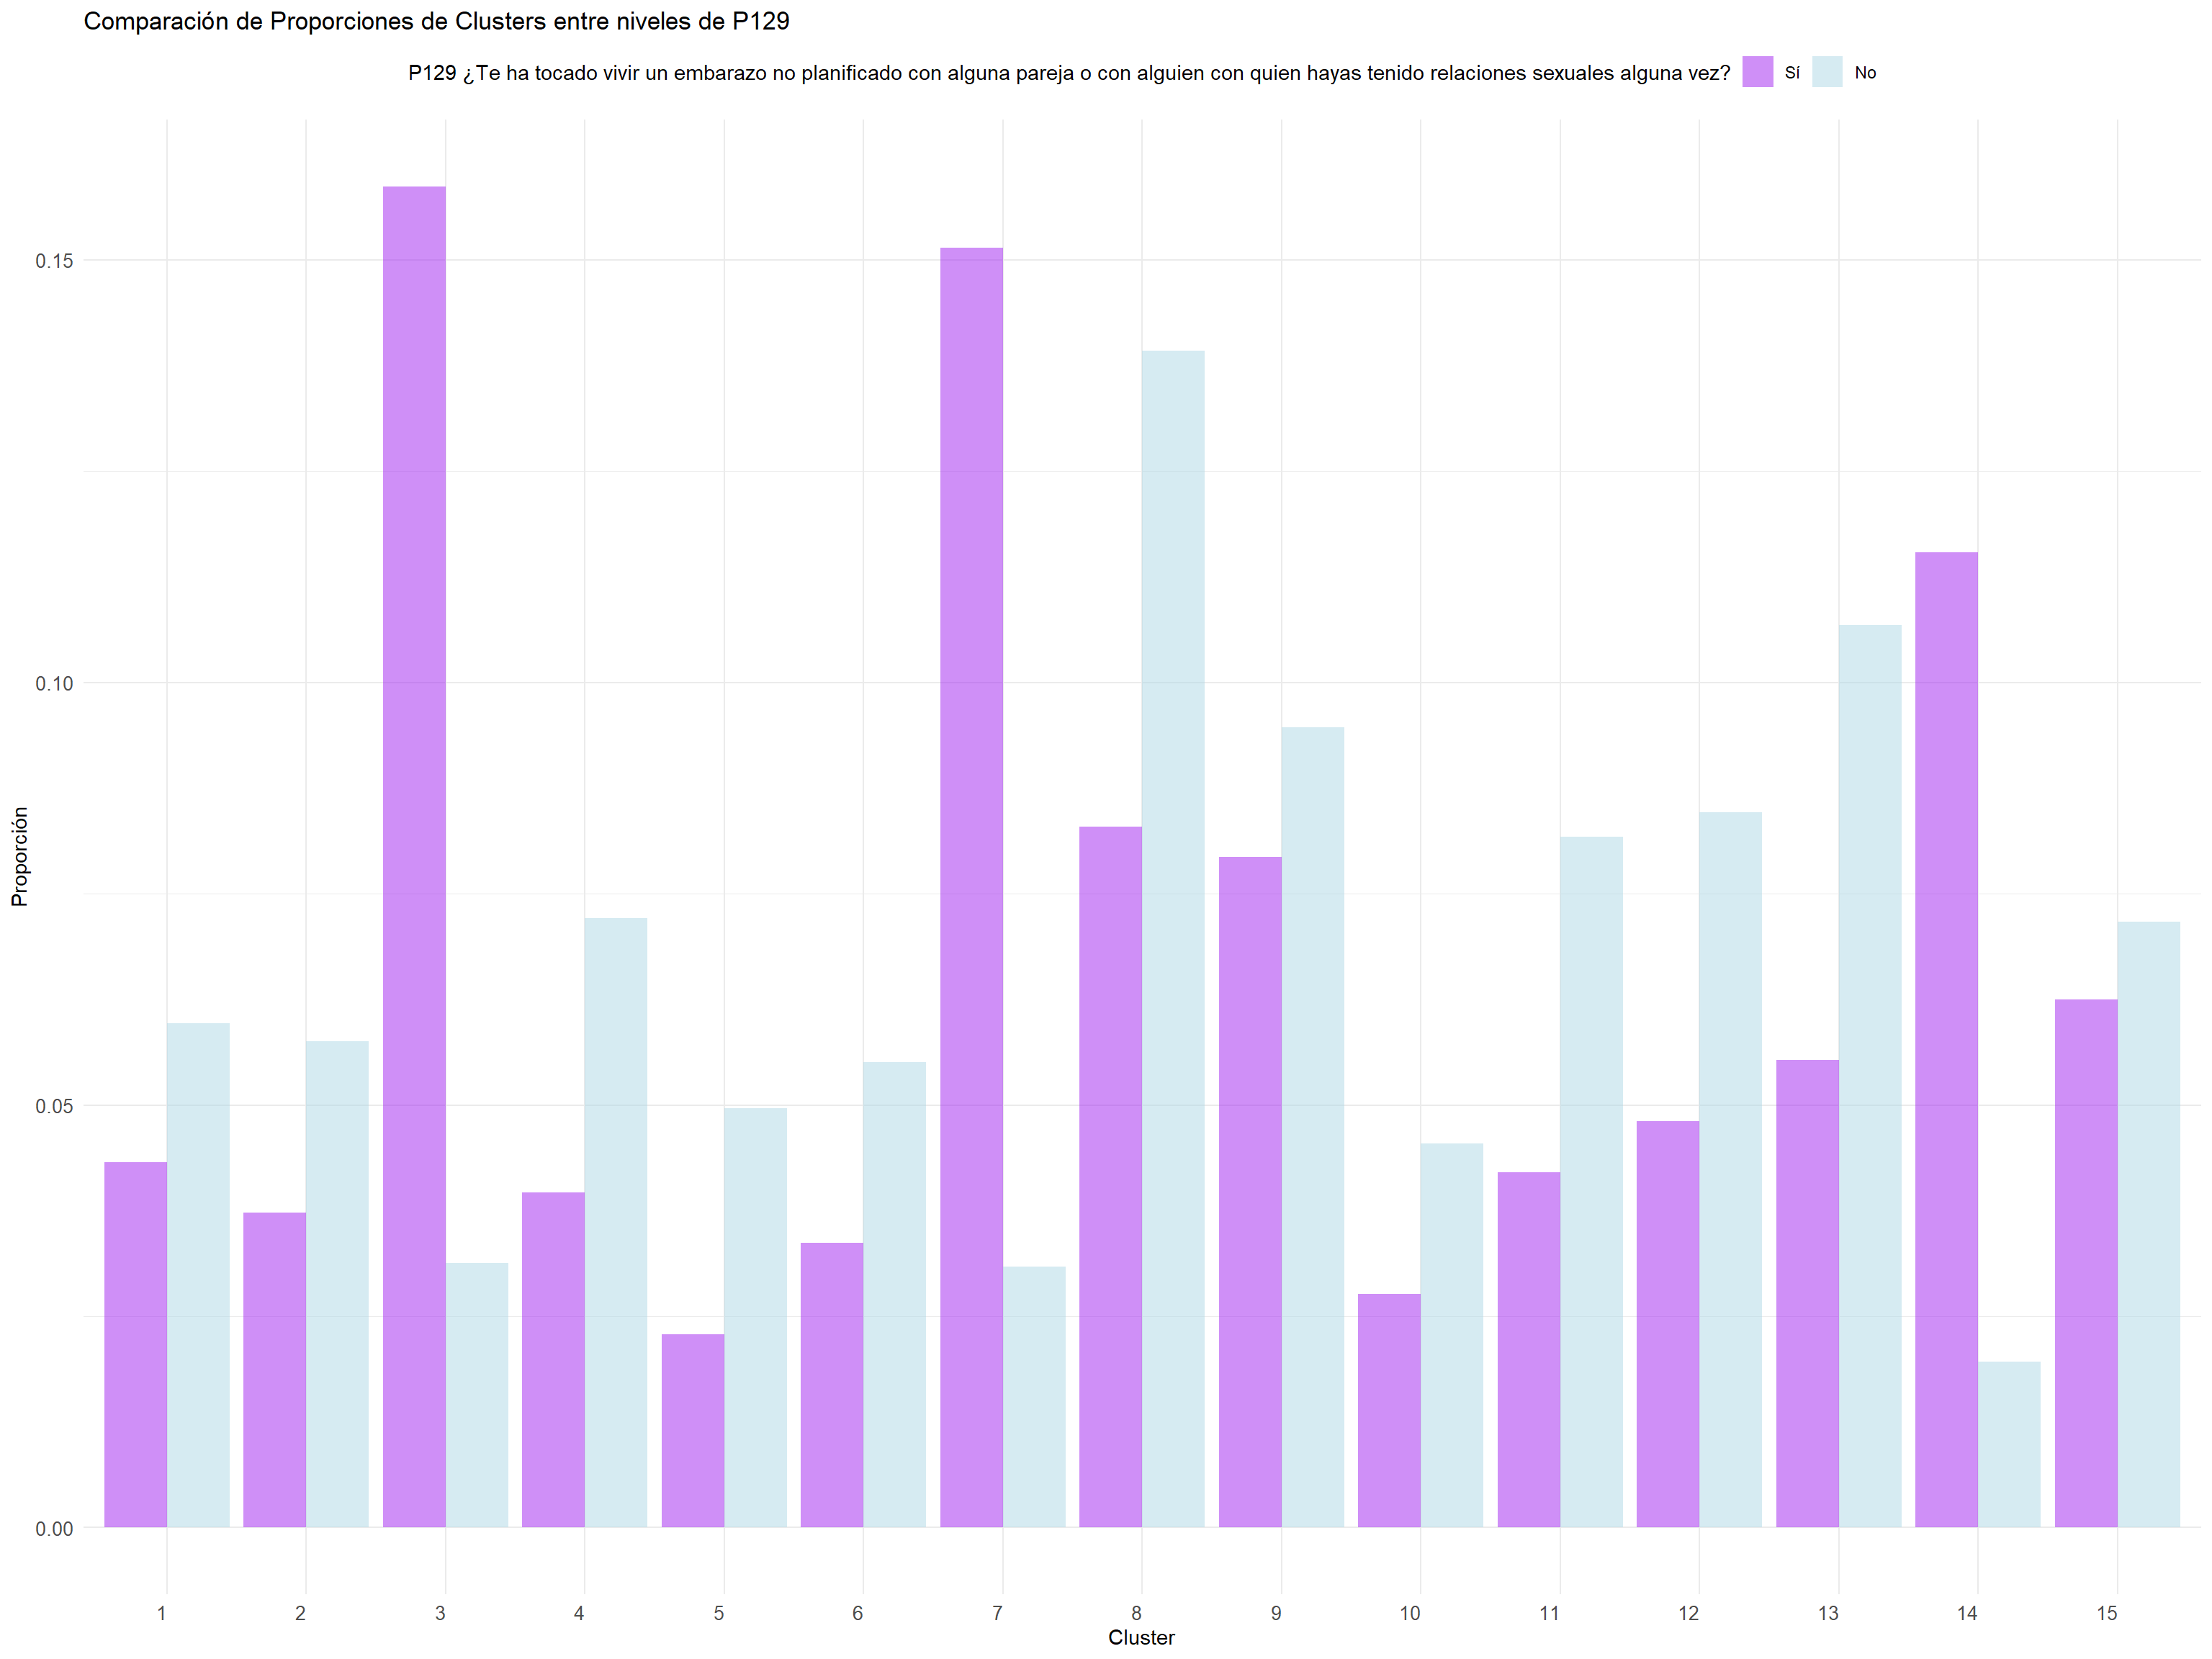 Comparación de Proporciones de Clusters entre niveles de P129
P129 ¿Te ha tocado vivir un embarazo no planificado con alguna pareja o con alguien con quien hayas tenido relaciones sexuales alguna vez? Sí No
0.15
0.10
0.05
0.00
Proporción
1 2 3 4 5 6 7 8 9 10 11 12 13 14 15
Cluster